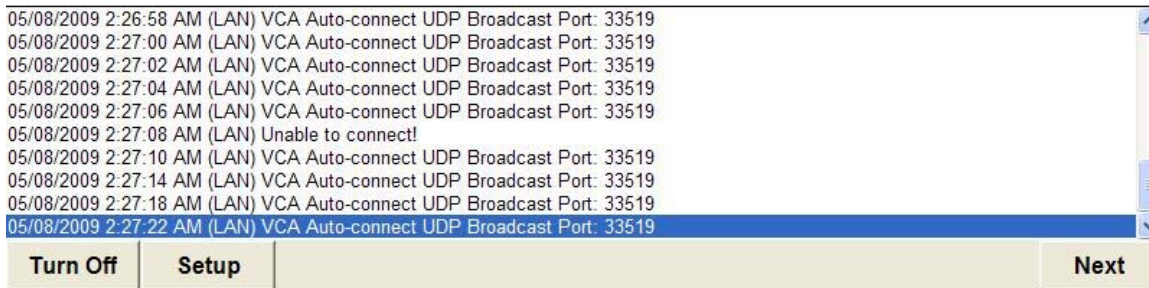 05/08/2009 2:26:58 AM (LAN) VCA Auto-connect UDP Broadcast Port: 33519
05/08/2009 2:27:00 AM (LAN) VCA Auto-connect UDP Broadcast Port: 33519
05/08/2009 2:27:02 AM (LAN) VCA Auto-connect UDP Broadcast Port: 33519
05/08/2009 2:27:04 AM (LAN) VCA Auto-connect UDP Broadcast Port: 33519
05/08/2009 2:27:06 AM (LAN) VCA Auto-connect UDP Broadcast Port: 33519
05/08/2009 2:27:08 AM (LAN) Unable to connect!
05/08/2009 2:27:10 AM (LAN) VCA Auto-connect UDP Broadcast Port: 33519
05/08/2009 2:27:14 AM (LAN) VCA Auto-connect UDP Broadcast Port: 33519
05/08/2009 2:27:18 AM (LAN) VCA Auto-connect UDP Broadcast Port: 33519
05/08/2009 2:27:22 AM (LAN) VCA Auto-connect UDP Broadcast Port: 33519
Turn Off Setup Next